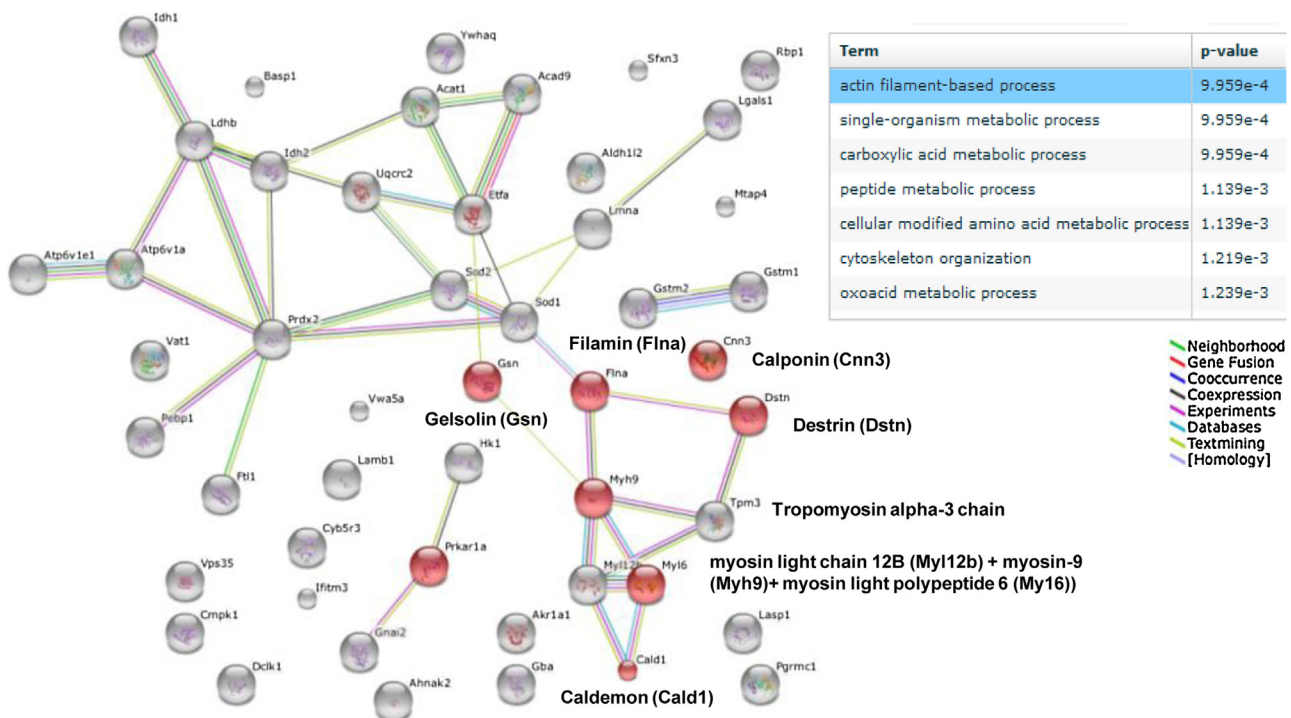 Idh1
Ywhaq
Sfxn3
Rbp1
Basp1
Acat1
Acad9
Lgals1
Ldhb
Idh2
Aldh1l2
Uqcrc2
Etfa
Mtap4
Lmna
Atp6v1e1
Atp6v1a
Sod2
Gstm1
Gstm2
Sod1
Prdx2
Filamin (Flna)
Cnn3
Calponin (Cnn3)
Vat1
Gsn
Flna
Dstn
Vwa5a
Gelsolin (Gsn)
Destrin (Dstn)
Pebp1
Hk1
Lamb1
Ftl1
Myh9
Tpm3
Tropomyosin alpha-3 chain
Cyb5r3
Prkar1a
Myl12b
Myl6
myosin light chain 12B (Myl12b) + myosin-9
(Myh9)+ myosin light polypeptide 6 (My16))
Vps35
Ifitm3
Cmpk1
Gnai2
Akr1a1
Lasp1
Dclk1
Ahnak2
Gba
Cald1
Pgrmc1
Caldemon (Cald1)
Term p-value
actin filament-based process 9.959e-4
single-organism metabolic process 9.959e-4
carboxylic acid metabolic process 9.959e-4
peptide metabolic process 1.139e-3
cellular modified amino acid metabolic process 1.139e-3
cytoskeleton organization 1.219e-3
oxoacid metabolic process 1.239e-3
Neighborhood
Gene Fusion
Cooccurrence
Coexpression
Experiments
Databases
Textmining
[Homology]